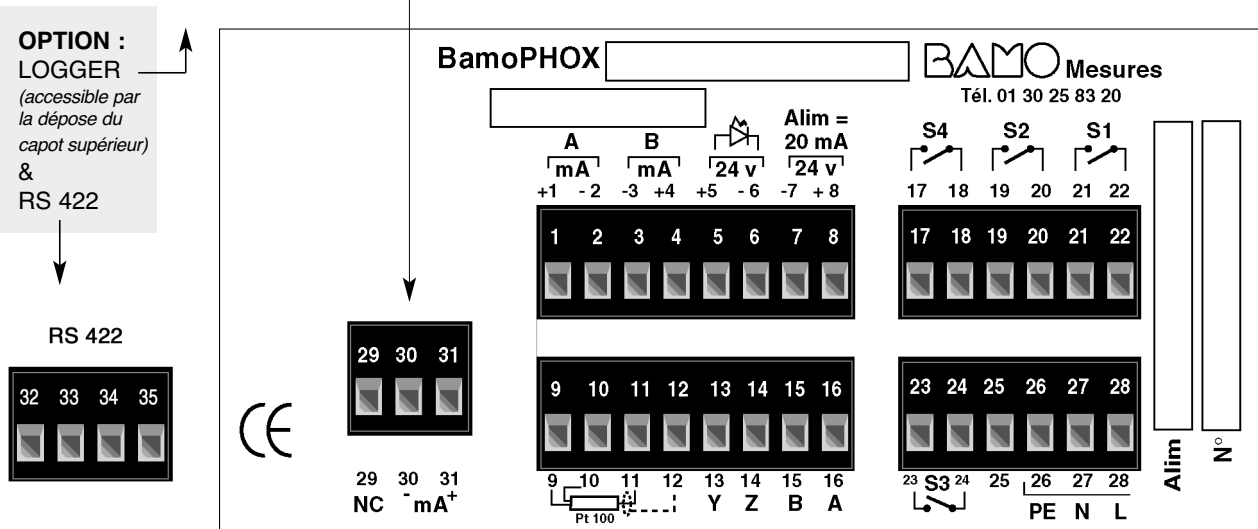 OPTION :
LOGGER
(accessible par
la dépose du
capot supérieur)
&
RS 422
RS 422
32 33 34 35
BamoPHOX
BAMO Mesures
Tél. 01 30 25 83 20
A B
mA mA 24 v
Alim =
20 mA
24 v
+1 - 2 -3 +4 +5 - 6 -7 + 8
1 2 3 4 5 6 7 8
S4 S2 S1
17 18 19 20 21 22
17 18 19 20 21 22
29 30 31
29 30 31
NC - mA +
CE
9 10 11 12 13 14 15 16
9 10 11 12 13 14 15 16
Pt 100
Y Z B A
23 24 25 26 27 28
23 S3 24 25 26 27 28
PE N L
Alim
N°